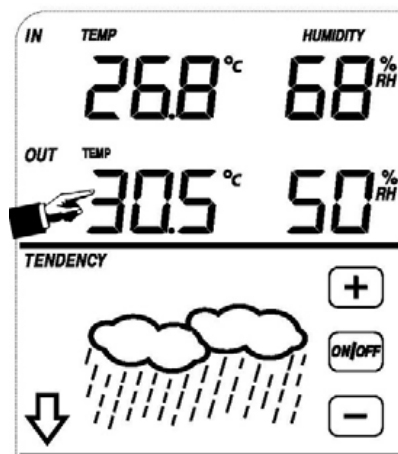 IN TEMP HUMIDITY
26.8 °C 68 % RH
OUT TEMP
30.5 °C 50 % RH
TENDENCY
+
ON/OFF
−